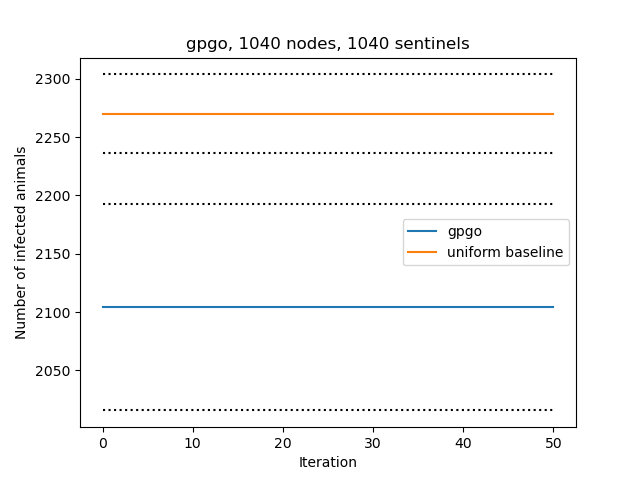 gpgo, 1040 nodes, 1040 sentinels
Number of infected animals
2300
2250
2200
2150
2100
2050
gpgo
uniform baseline
0 10 20 30 40 50
Iteration